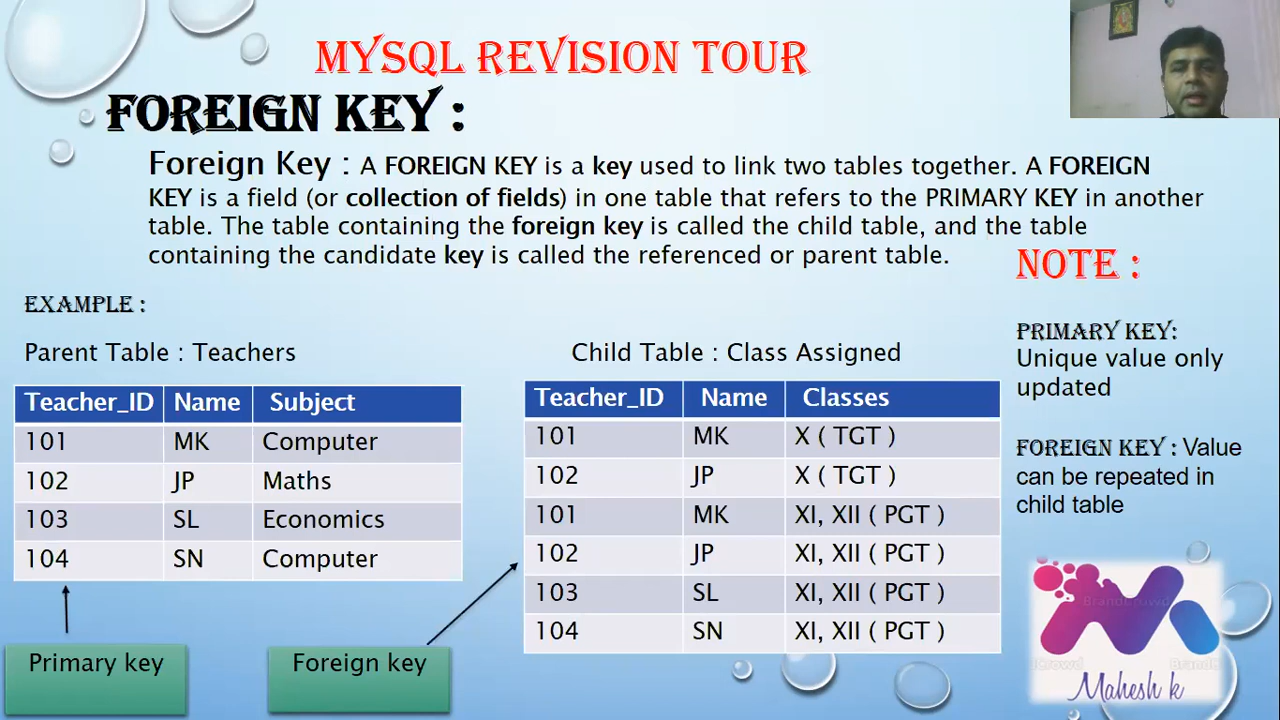 MYSQL REVISION TOUR
FOREIGN KEY :
Foreign Key : A FOREIGN KEY is a key used to link two tables together. A FOREIGN
KEY is a field (or collection of fields) in one table that refers to the PRIMARY KEY in another
table. The table containing the foreign key is called the child table, and the table
containing the candidate key is called the referenced or parent table.
NOTE :
PRIMARY KEY:
Unique value only
updated
FOREIGN KEY : Value
can be repeated in
child table
EXAMPLE :
Parent Table : Teachers
Teacher_ID Name Subject
101 MK Computer
102 JP Maths
103 SL Economics
104 SN Computer
Primary key
Foreign key
Child Table : Class Assigned
Teacher_ID Name Classes
101 MK X ( TGT )
102 JP X ( TGT )
101 MK XI, XII ( PGT )
102 JP XI, XII ( PGT )
103 SL XI, XII ( PGT )
104 SN XI, XII ( PGT )
BrandCrowd
Mahesh k